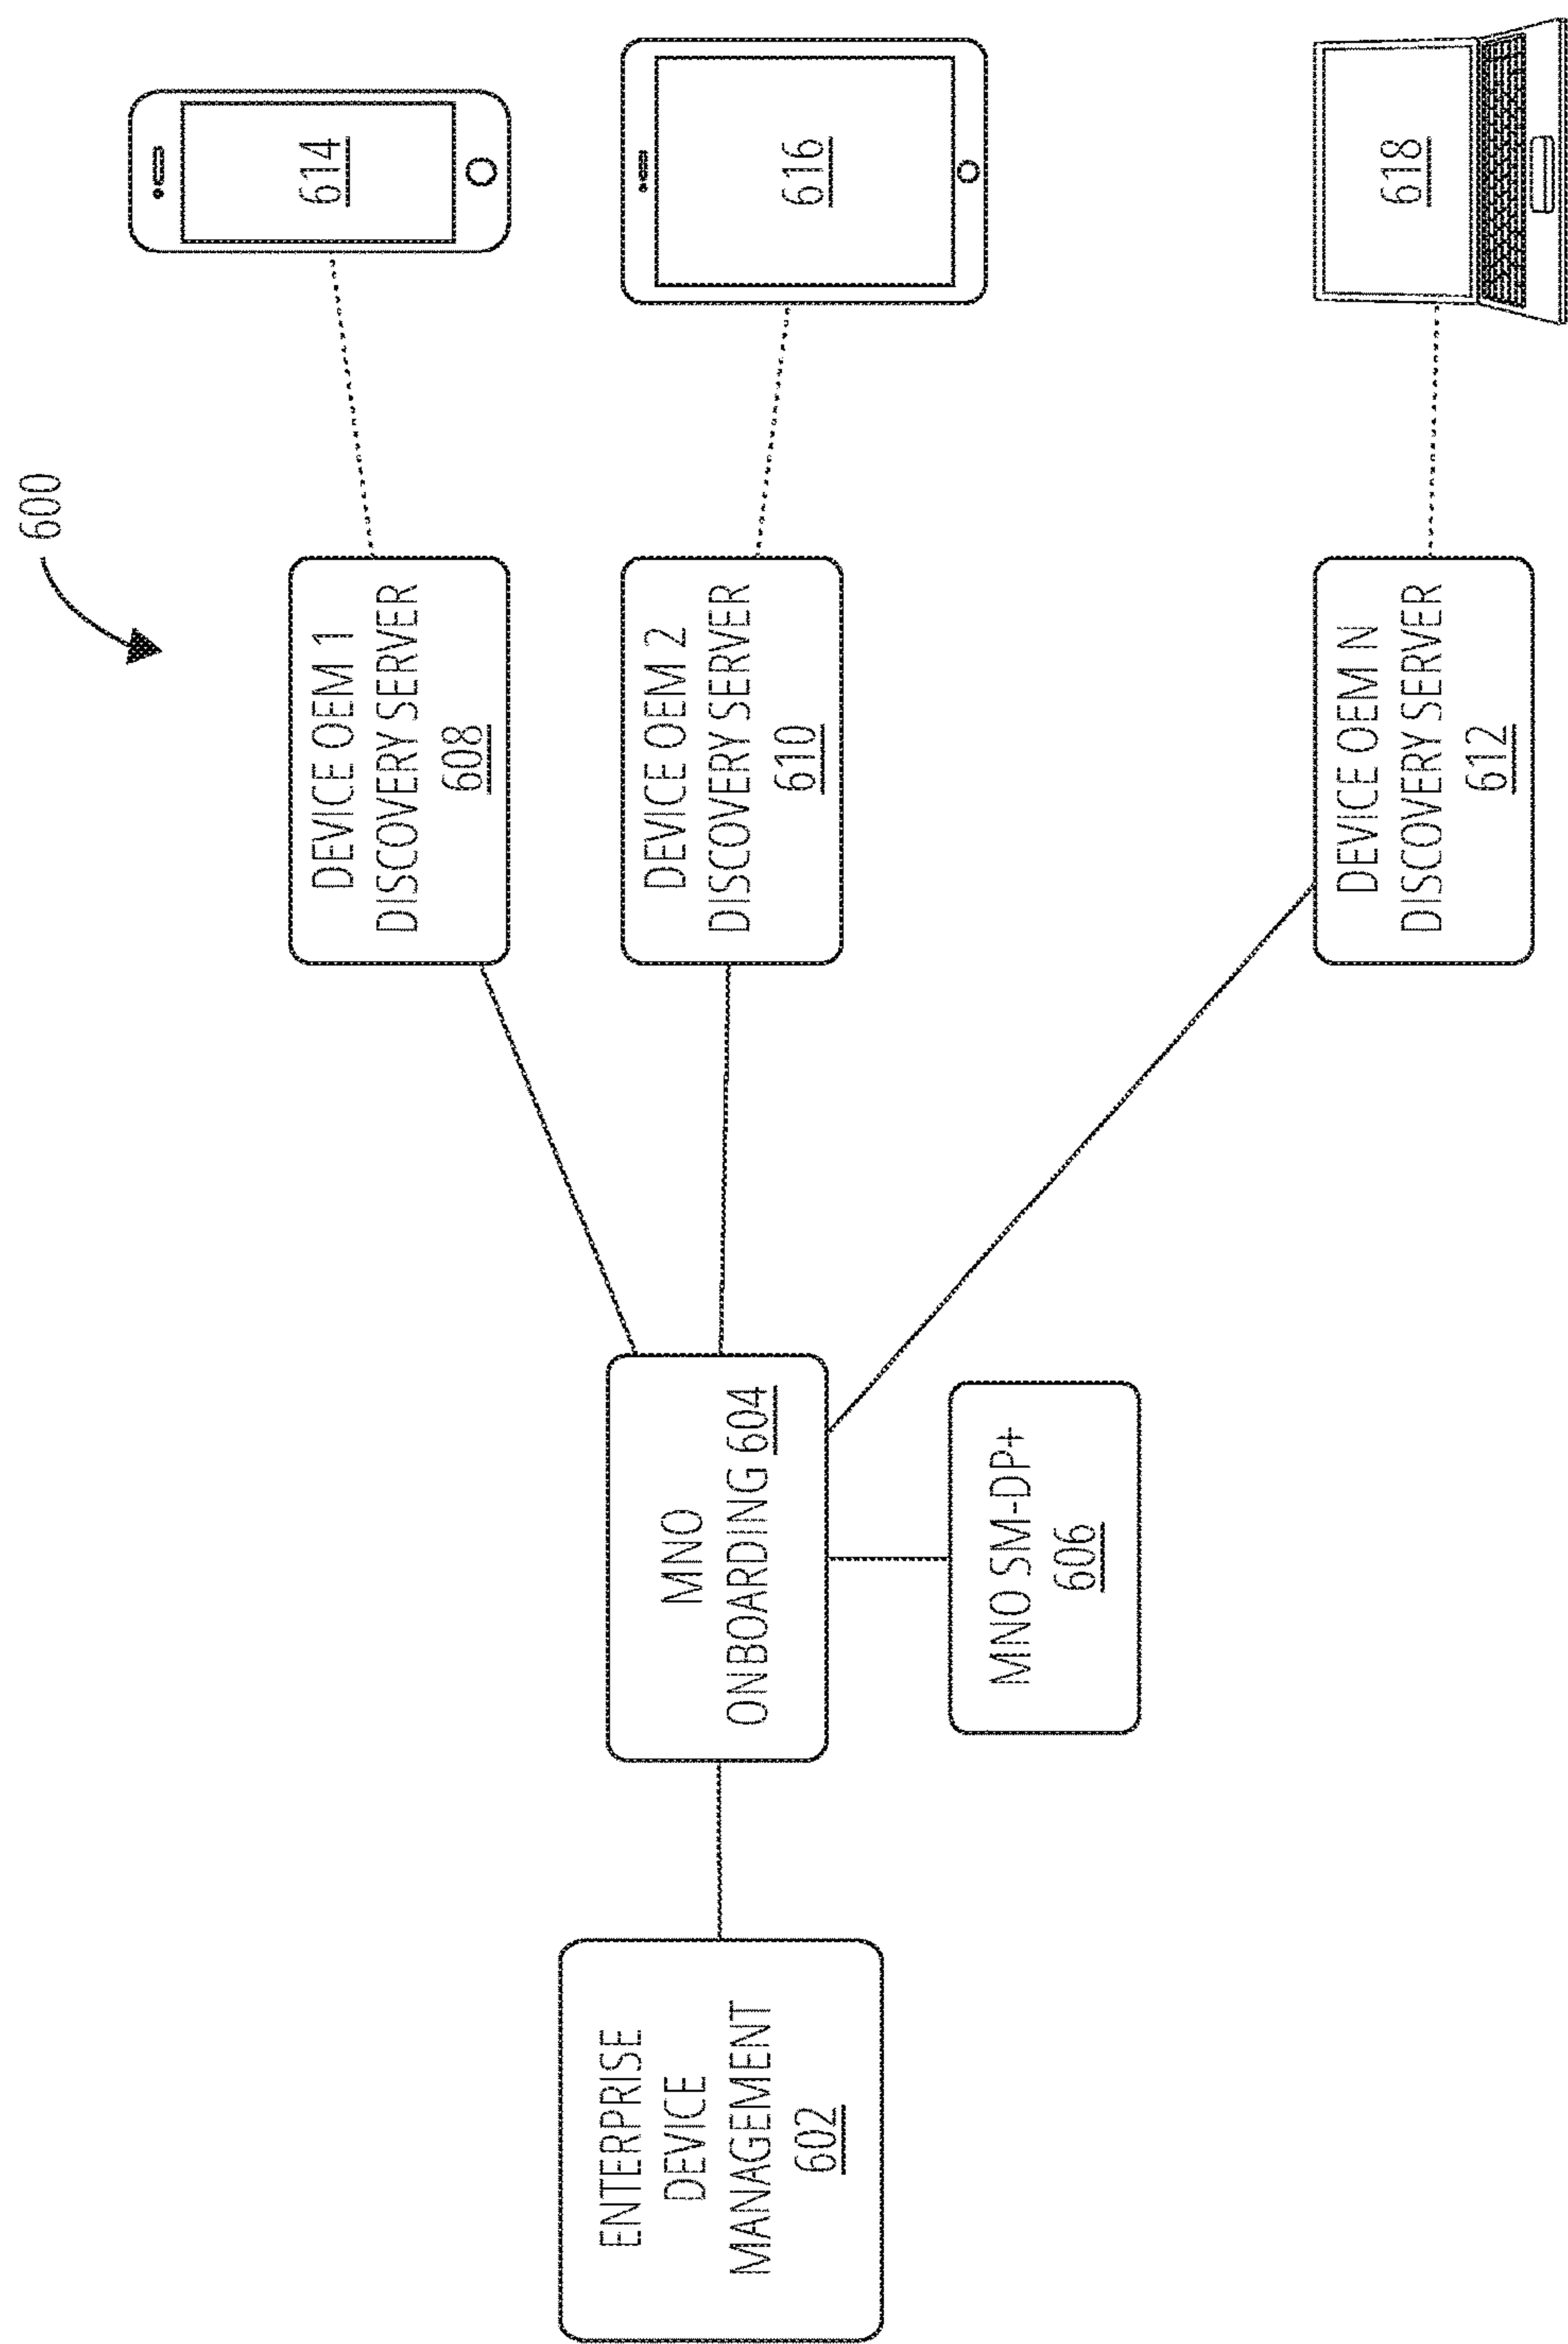 600
ENTERPRISE
DEVICE
MANAGEMENT
602
MNO
ONBOARDING 604
MNO SM-DP+
606
DEVICE OEM 1
DISCOVERY SERVER
608
DEVICE OEM 2
DISCOVERY SERVER
610
DEVICE OEM N
DISCOVERY SERVER
612
614
616
618